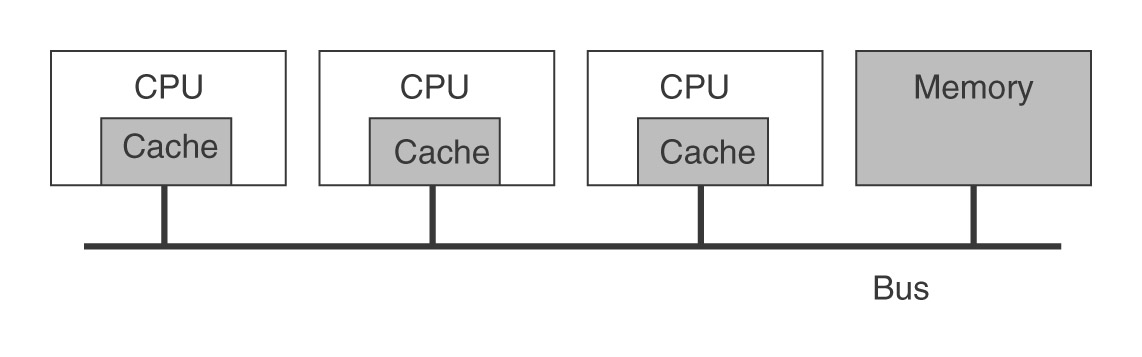 CPU
Cache
CPU
Cache
CPU
Cache
Memory
Bus